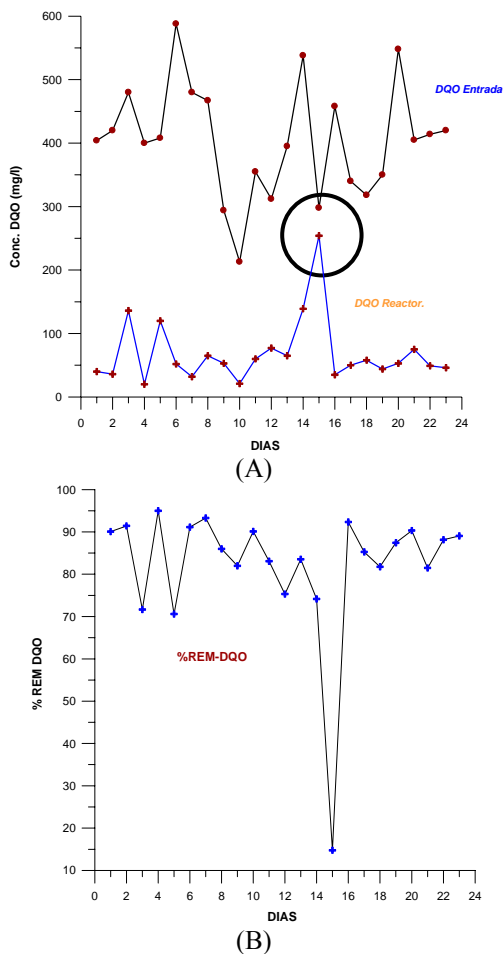 600
500
400
300
200
100
0
Conc. DQO (mg/l)
DQO Entrada
DQO Reactor.
0 2 4 6 8 10 12 14 16 18 20 22 24
DIAS
(A)
100
90
80
70
60
50
40
30
20
10
% REM DQO
%REM-DQO
0 2 4 6 8 10 12 14 16 18 20 22 24
DIAS
(B)